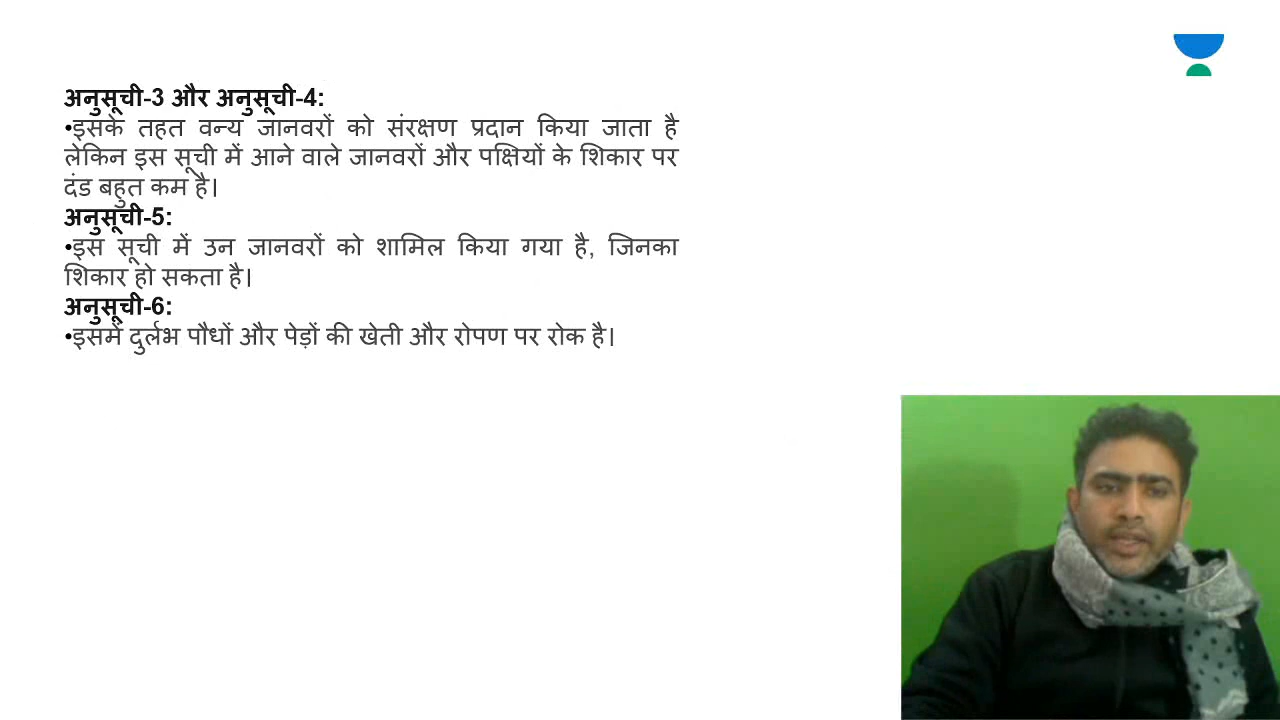 अनुसूची-3 और अनुसूची-4:
•इसके तहत वन्य जानवरों को संरक्षण प्रदान किया जाता है
लेकिन इस सूची में आने वाले जानवरों और पक्षियों के शिकार पर
दंड बहुत कम है।
अनुसूची-5:
•इस सूची में उन जानवरों को शामिल किया गया है, जिनका
शिकार हो सकता है।
अनुसूची-6:
•इसमें दुर्लभ पौधों और पेड़ों की खेती और रोपण पर रोक है।